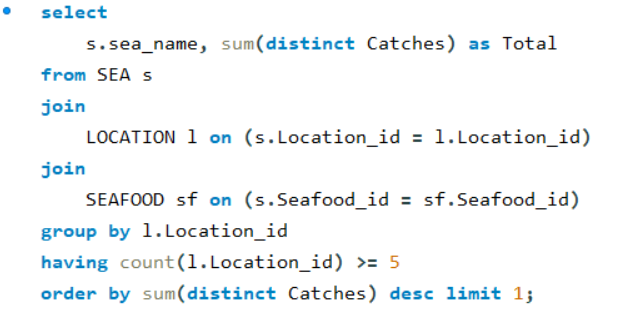 select
s.sea_name, sum(distinct Catches) as Total
from SEA s
join
LOCATION l on (s.Location_id = l.Location_id)
join
SEAFOOD sf on (s.Seafood_id = sf.Seafood_id)
group by l.Location_id
having count(l.Location_id) >= 5
order by sum(distinct Catches) desc limit 1;